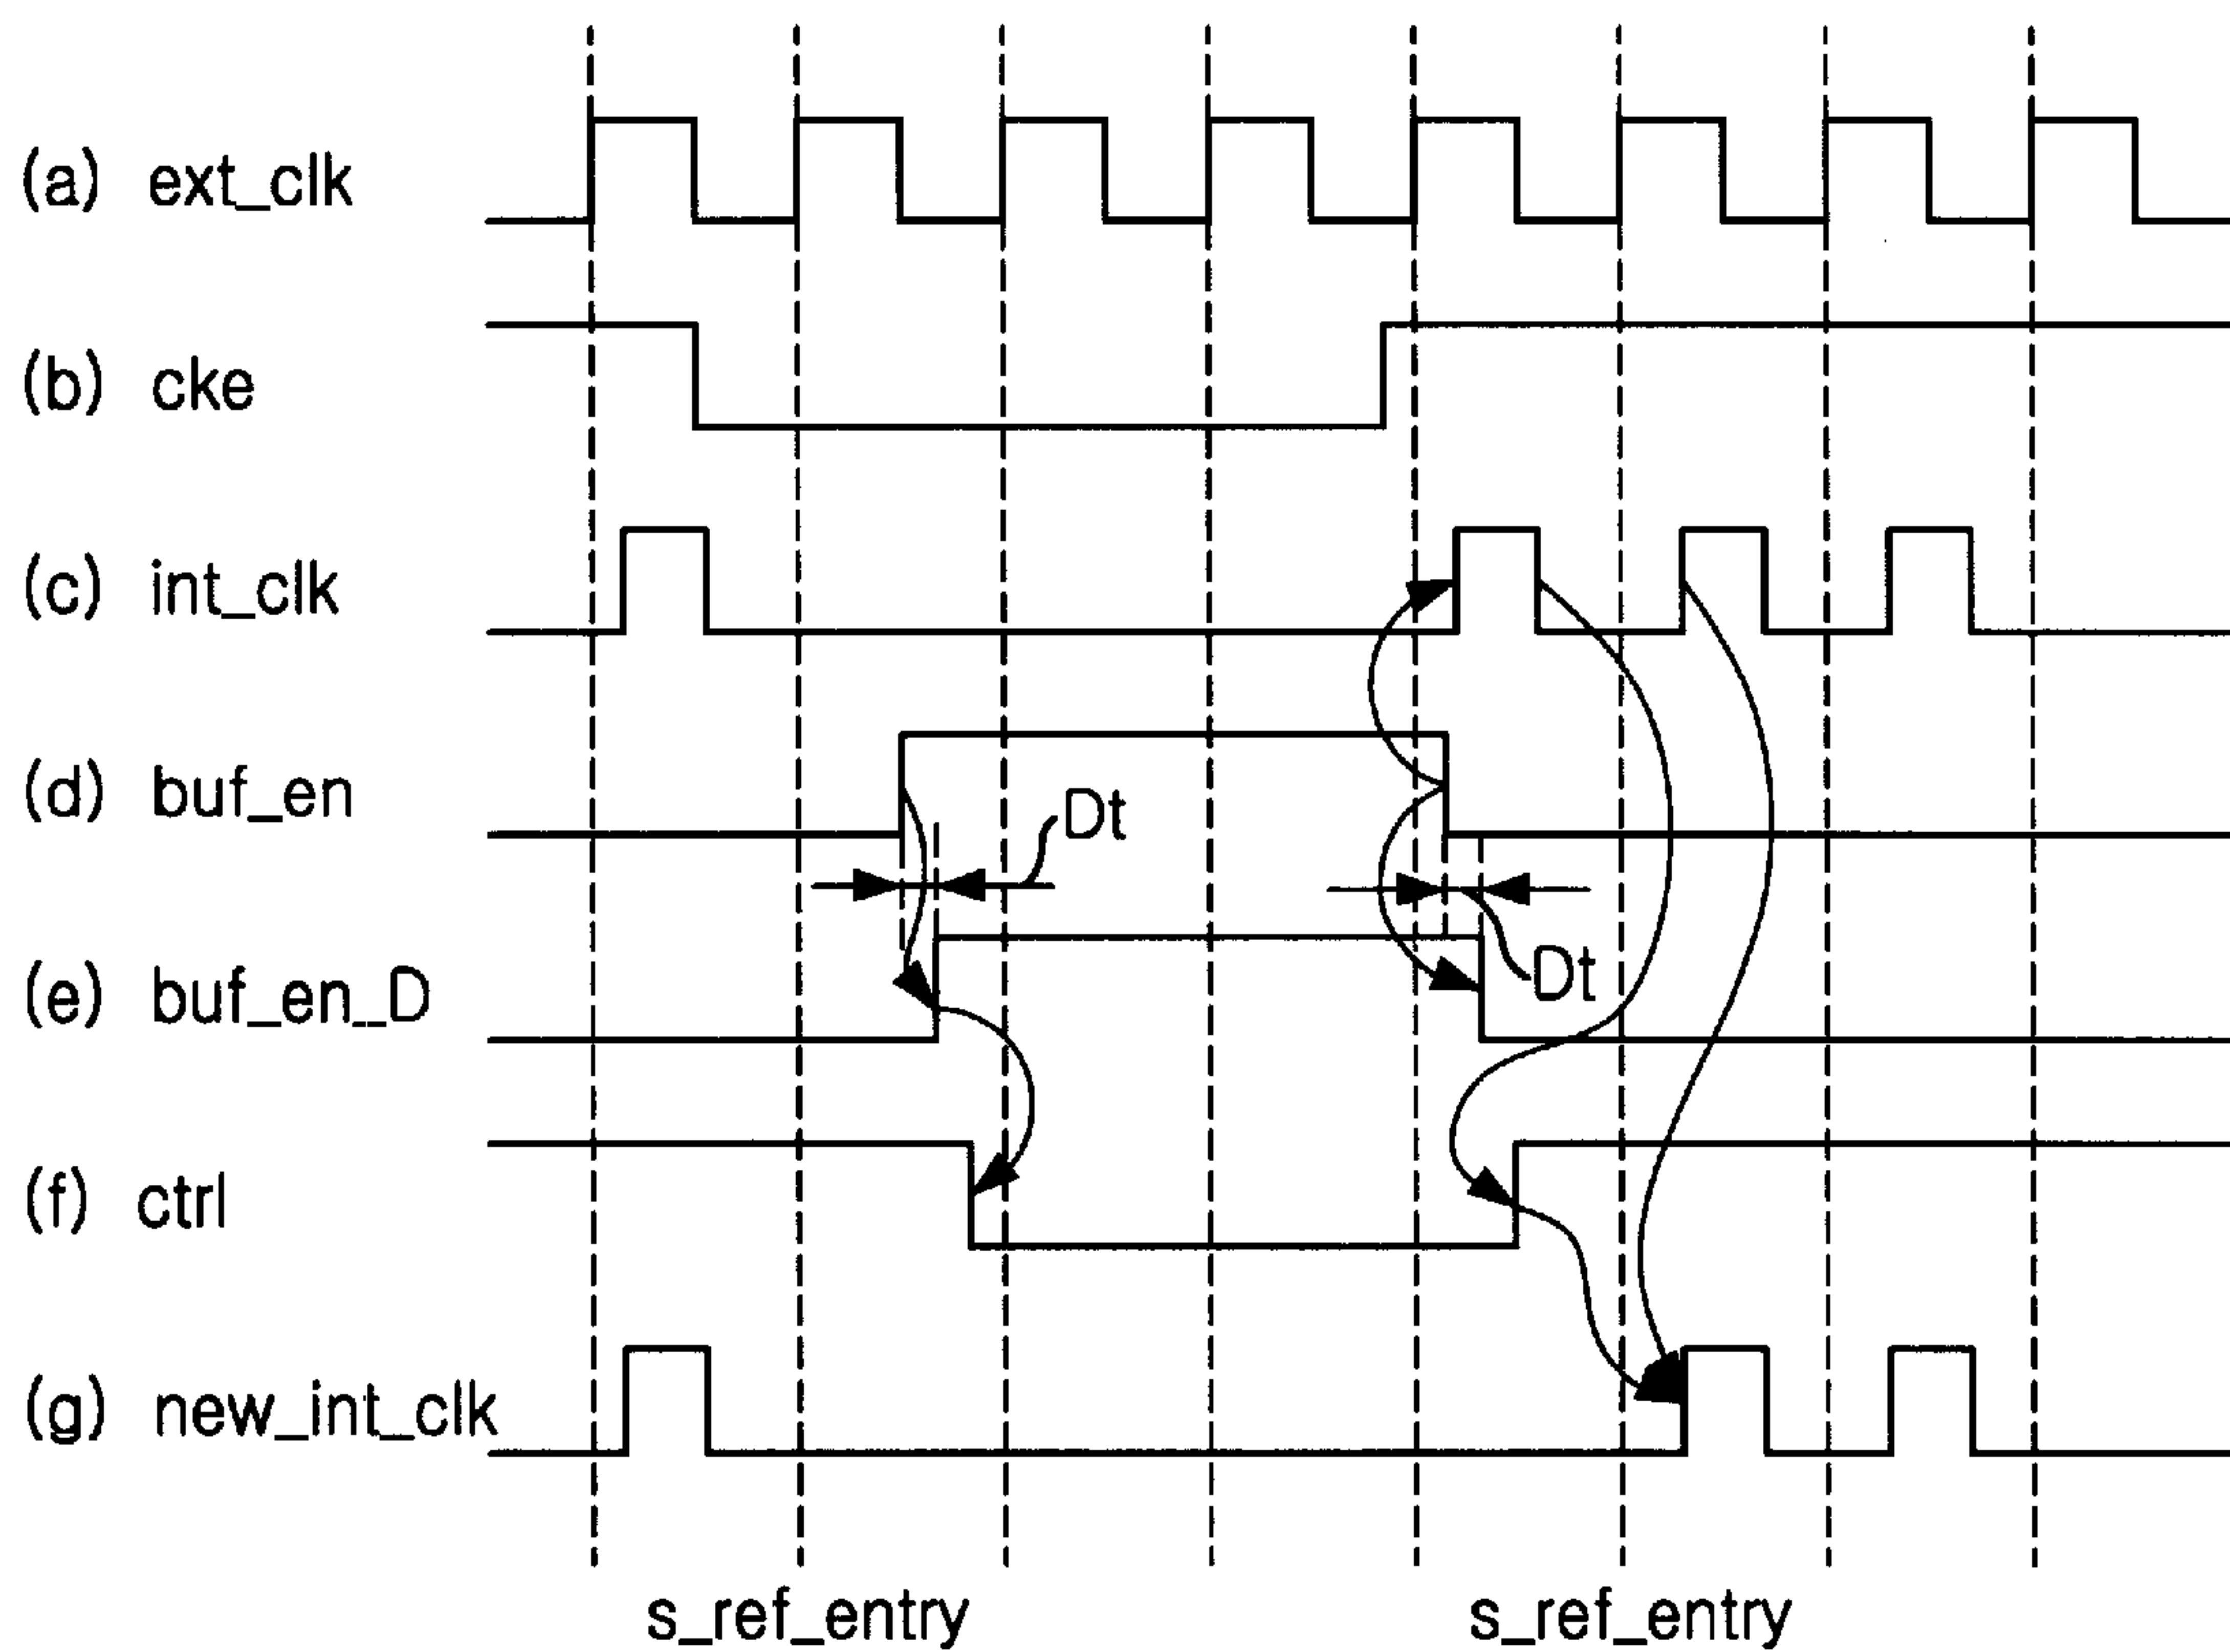 (a) ext_clk
(b) cke
(c) int_clk
(d) buf_en
Dt
(e) buf_en_D
Dt
(f) ctrl
(g) new_int_clk
s_ref_entry s_ref_entry